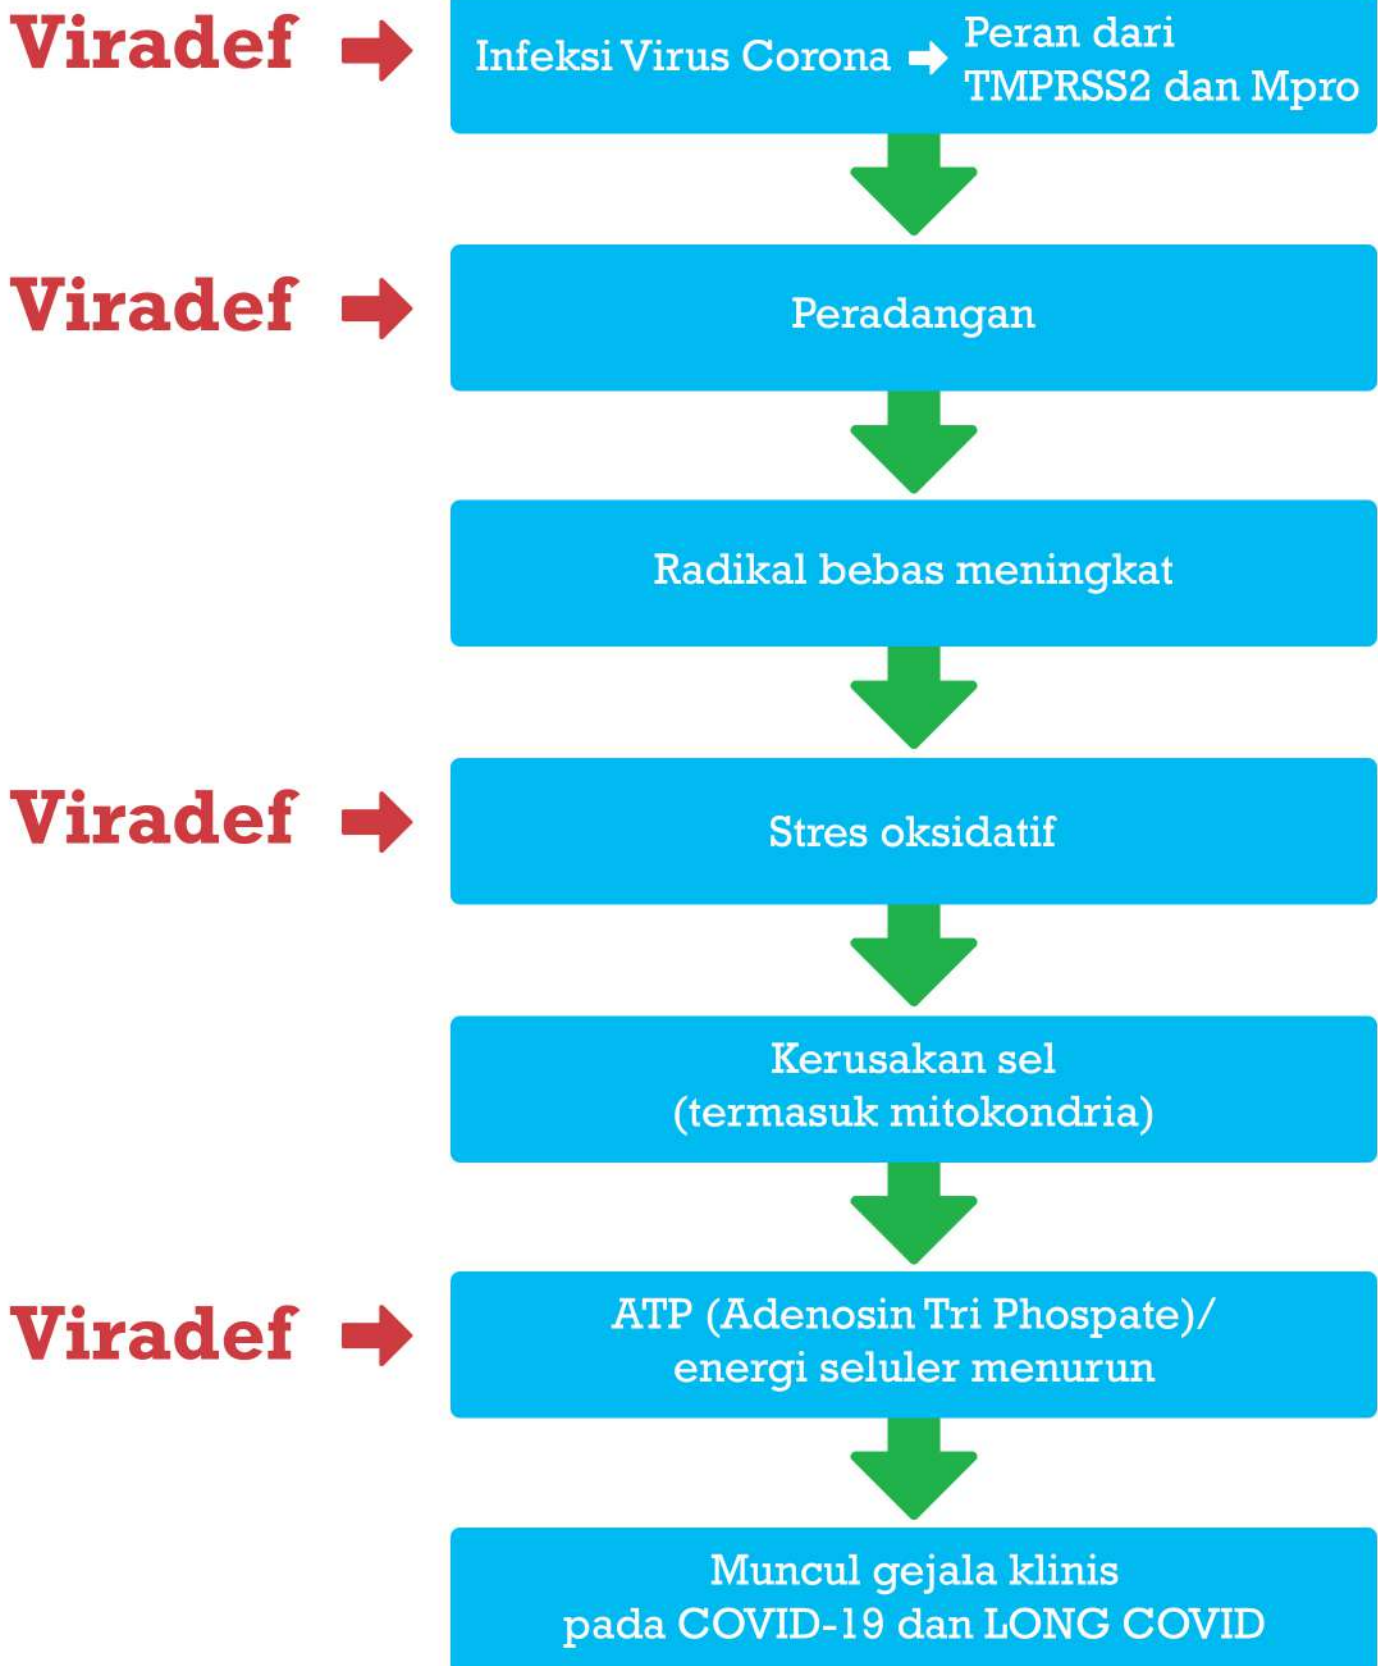 Viradef
Infeksi Virus Corona
Peran dari
TMPRSS2 dan Mpro
Viradef
Peradangan
Radikal bebas meningkat
Viradef
Stres oksidatif
Kerusakan sel
(termasuk mitokondria)
Viradef
ATP (Adenosin Tri Phospate)/
energi seluler menurun
Muncul gejala klinis
pada COVID-19 dan LONG COVID